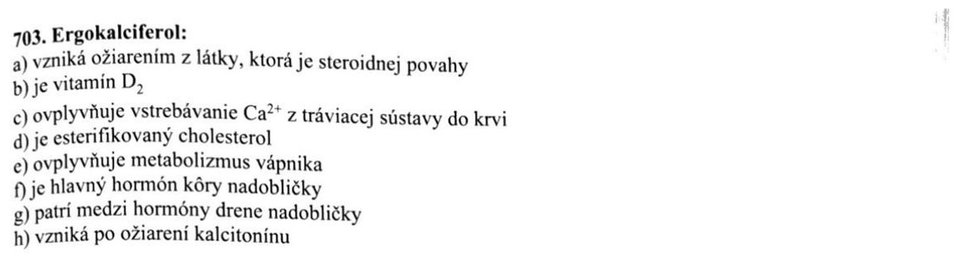 703. Ergokalciferol:
a) vzniká ožiarením z látky, ktorá je steroidnej povahy
b) je vitamín D₂
c) ovplyvňuje vstrebávanie Ca²⁺ z tráviacej sústavy do krvi
d) je esterifikovaný cholesterol
e) ovplyvňuje metabolizmus vápnika
f) je hlavný hormón kôry nadobličky
g) patrí medzi hormóny drene nadobličky
h) vzniká po ožiarení kalcitonínu